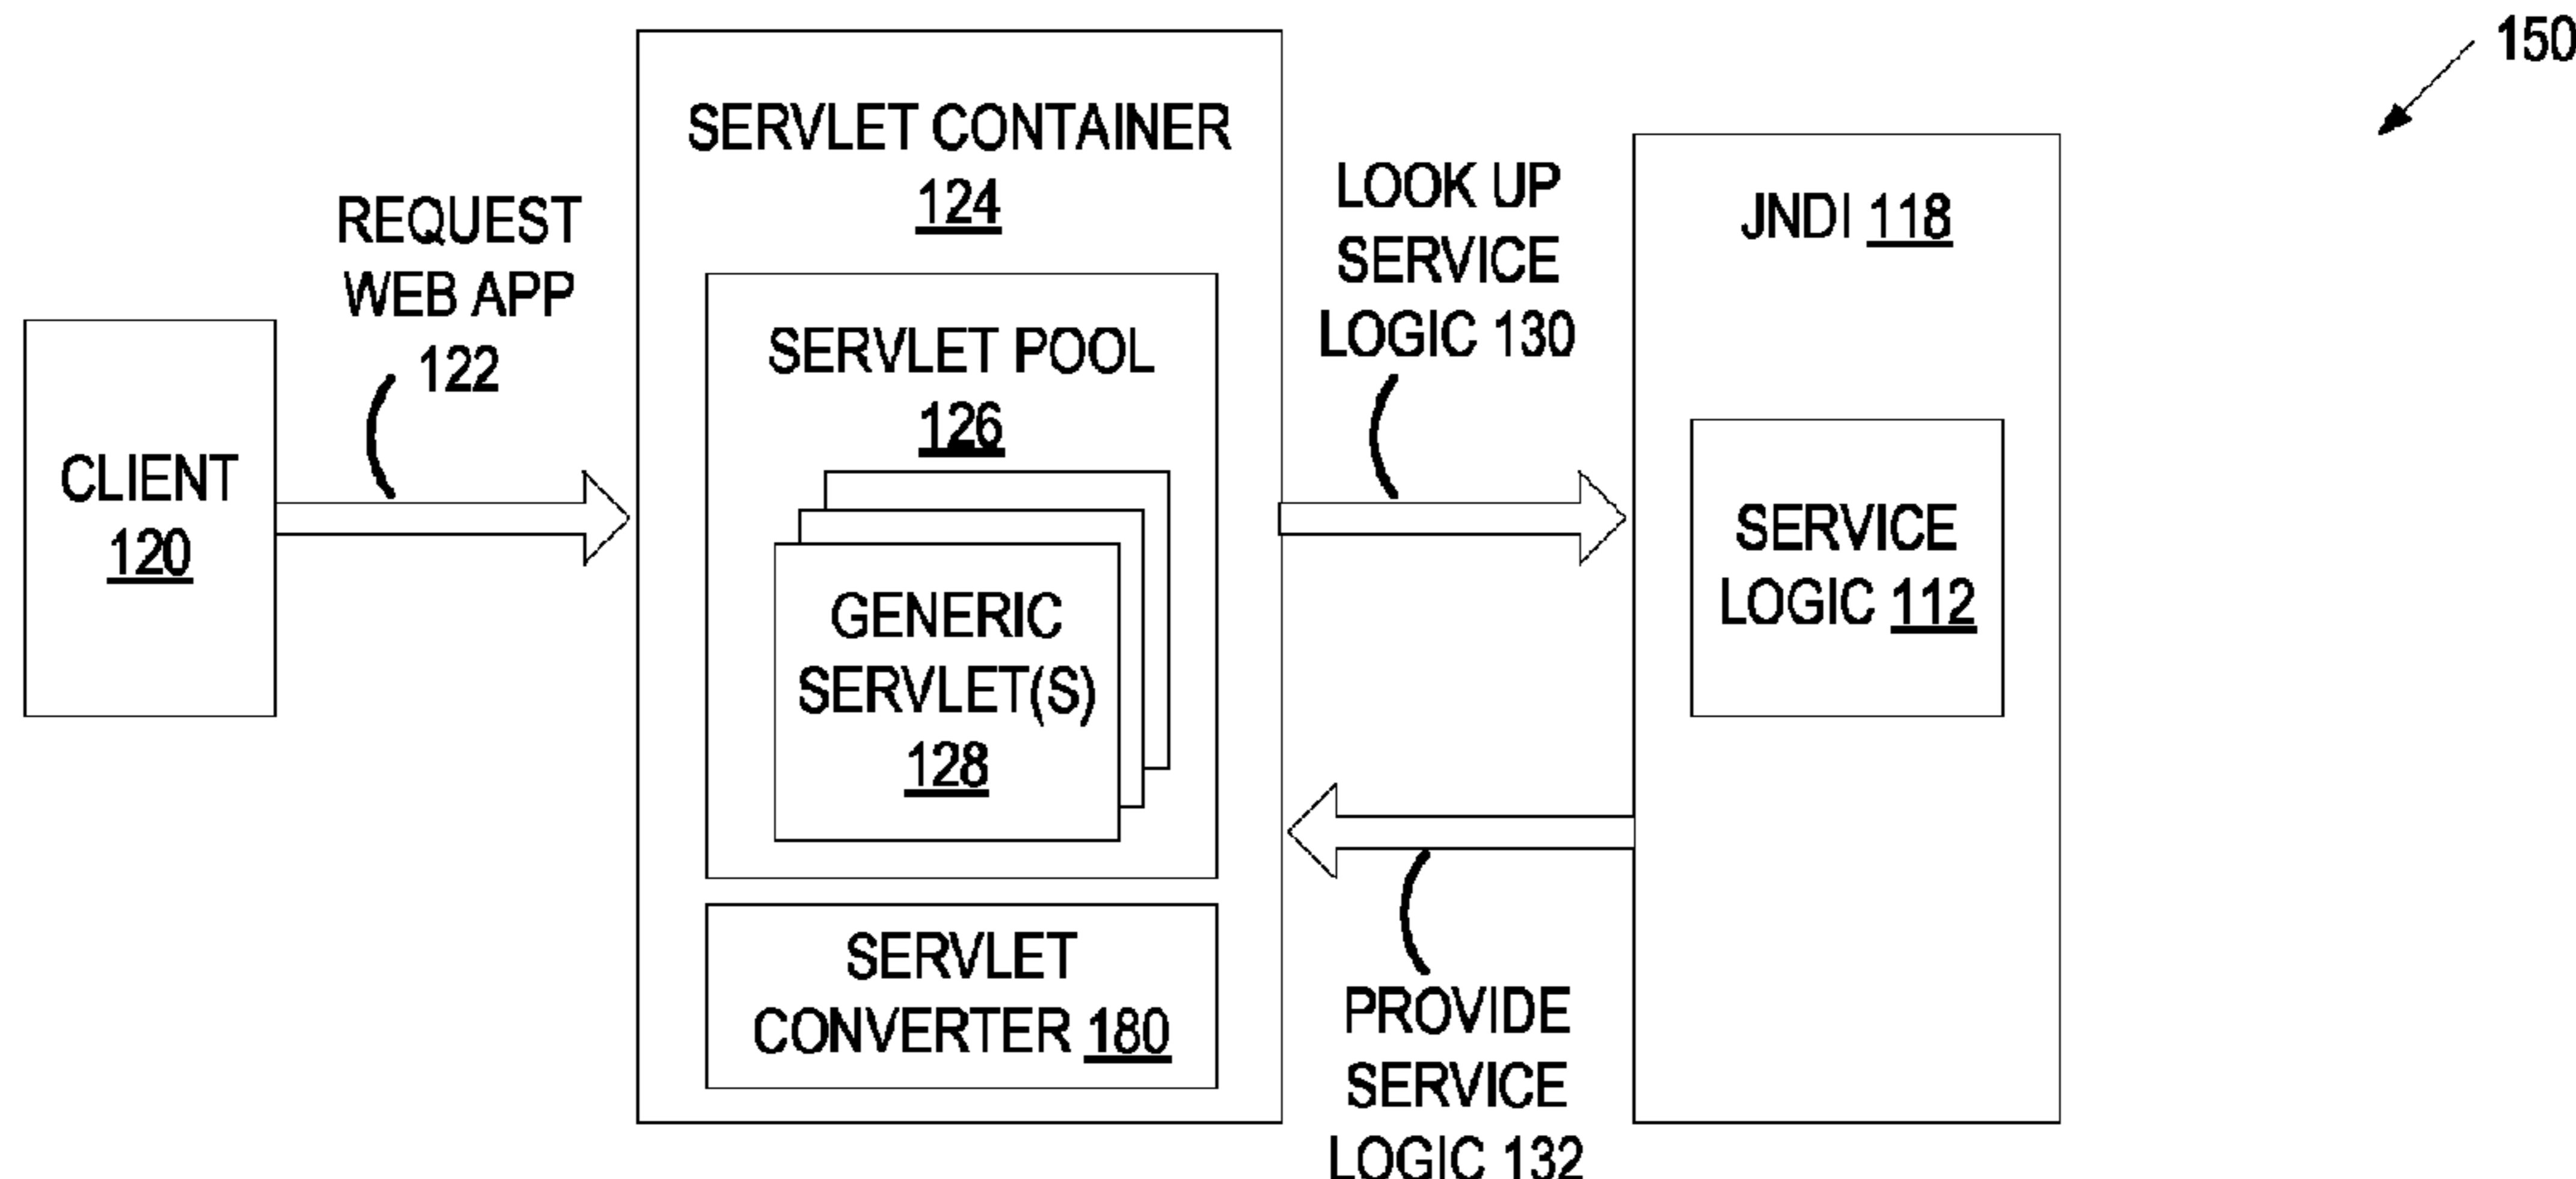 150
SERVLET CONTAINER
124
REQUEST
WEB APP
122
LOOK UP
SERVICE
LOGIC 130
JNDI 118
SERVLET POOL
126
CLIENT
120
GENERIC
SERVLET(S)
128
SERVICE
LOGIC 112
SERVLET
CONVERTER 180
PROVIDE
SERVICE
LOGIC 132